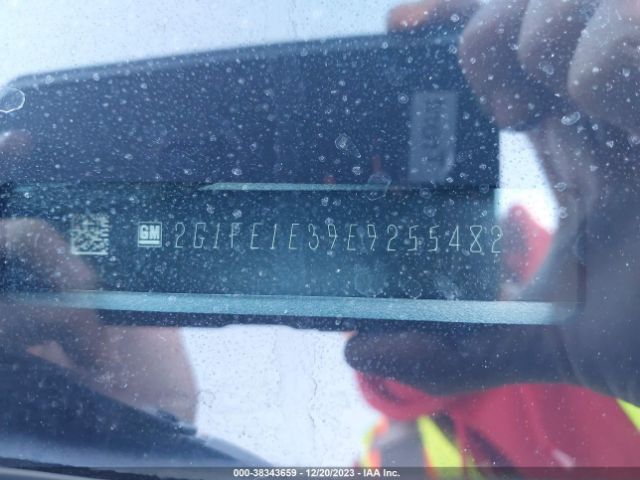 GM 2G1FE1E39E9255482
000-38343659 - 12/20/2023 - IAA Inc.